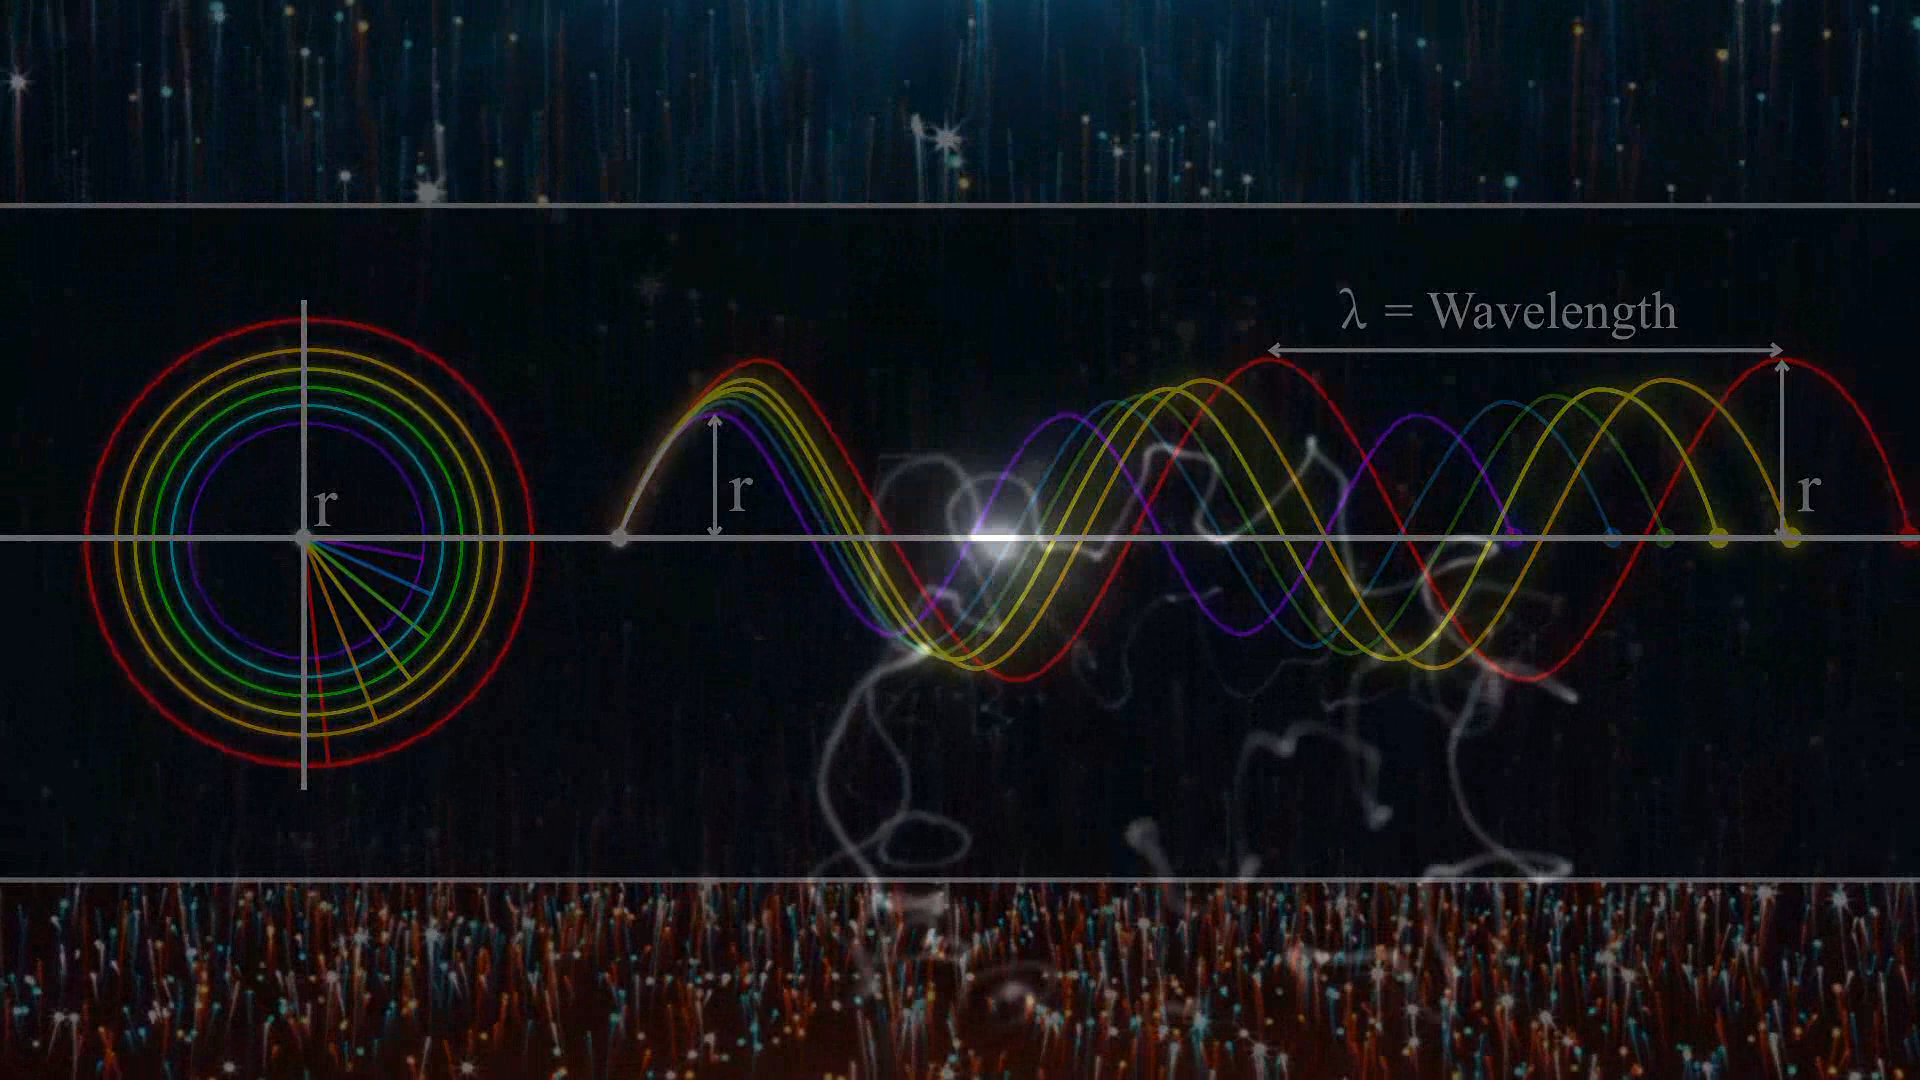 λ = Wavelength
r
r
r